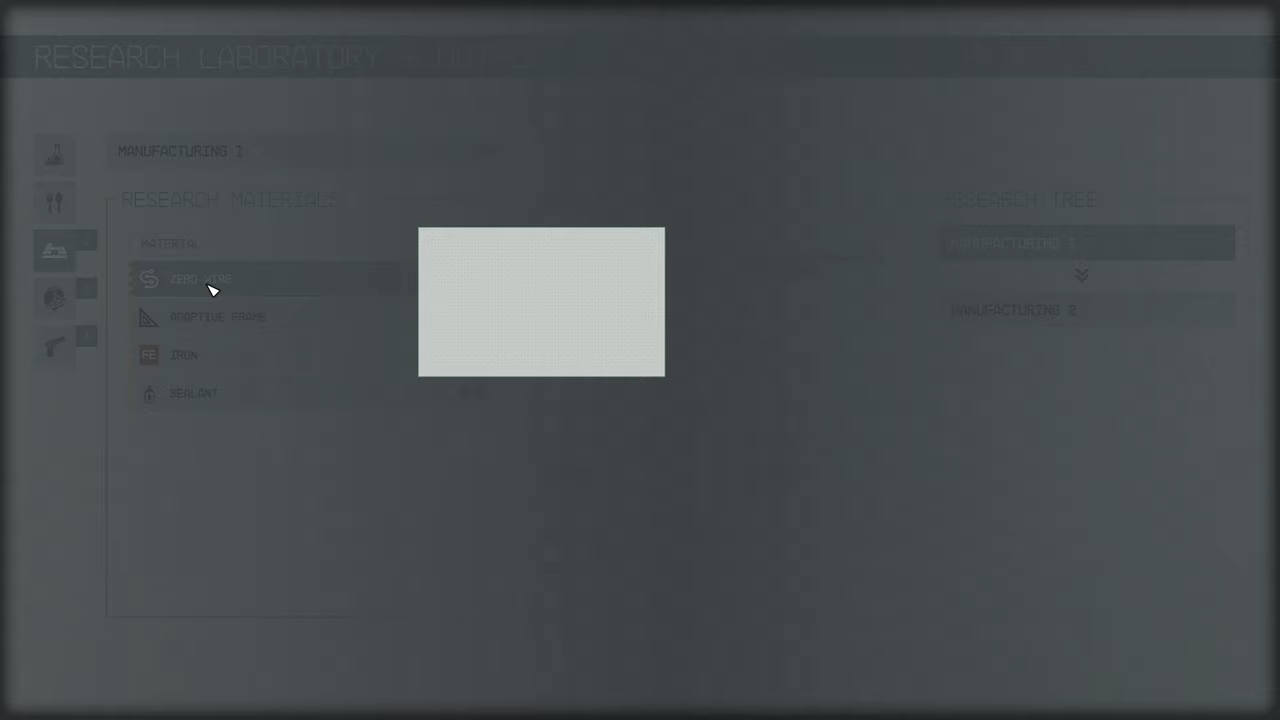 RESEARCH LABORATORY
MANUFACTURING 1
RESEARCH MATERIALS
RESEARCH TREE
MATERIAL
MANUFACTURING 1
ZERO WIRE
ADAPTIVE FRAME
MANUFACTURING 2
FE IRON
SEALANT